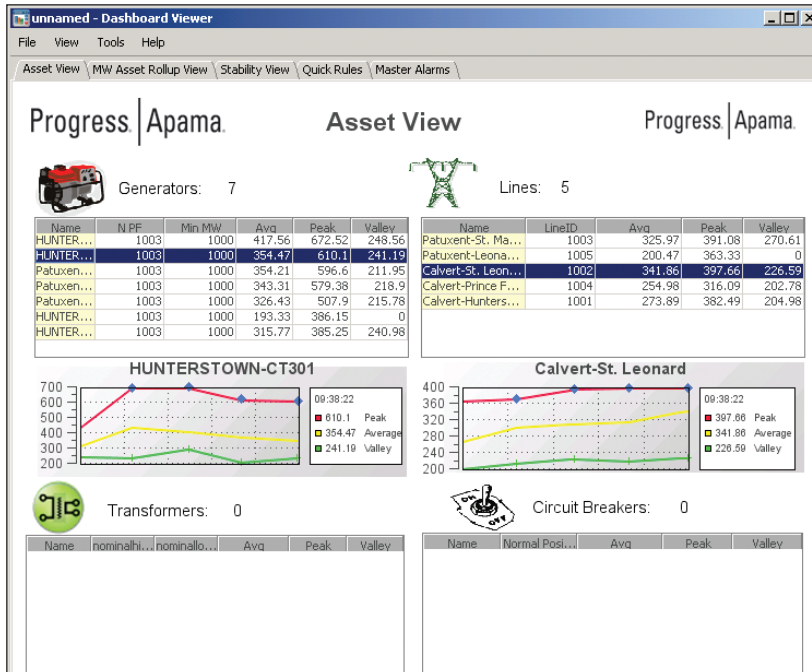 unnamed - Dashboard Viewer
File View Tools Help
Asset View MW Asset Rollup View Stability View Quick Rules Master Alarms
Progress. Apama.
Asset View
Progress. Apama.
Generators: 7
Name N PF Min MW Avg Peak Valley
HUNTER... 1003 1000 417.56 672.52 248.56
HUNTER... 1003 1000 354.47 610.1 241.19
Patuxen... 1003 1000 354.21 596.6 211.95
Patuxen... 1003 1000 343.31 579.38 218.9
Patuxen... 1003 1000 326.43 507.9 215.78
HUNTER... 1003 1000 193.33 386.15 0
HUNTER... 1003 1000 315.77 385.25 240.98
Lines: 5
Name LineID Avg Peak Valley
Patuxent-St. Ma... 1003 325.97 391.08 270.61
Patuxent-Leona... 1005 200.47 363.33 0
Calvert-St. Leon... 1002 341.86 397.66 226.59
Calvert-Prince F... 1004 254.98 316.09 202.78
Calvert-Hunters... 1001 273.89 382.49 204.98
HUNTERSTOWN-CT301
700
600
500
400
300
200
09:38:22
610.1 Peak
354.47 Average
241.19 Valley
Calvert-St. Leonard
400
360
320
280
240
200
09:38:22
397.66 Peak
341.86 Average
226.59 Valley
Transformers: 0
Name nominalhi... nominallo... Avg Peak Valley
ON
OFF
Circuit Breakers: 0
Name Normal Posi... Avg Peak Valley